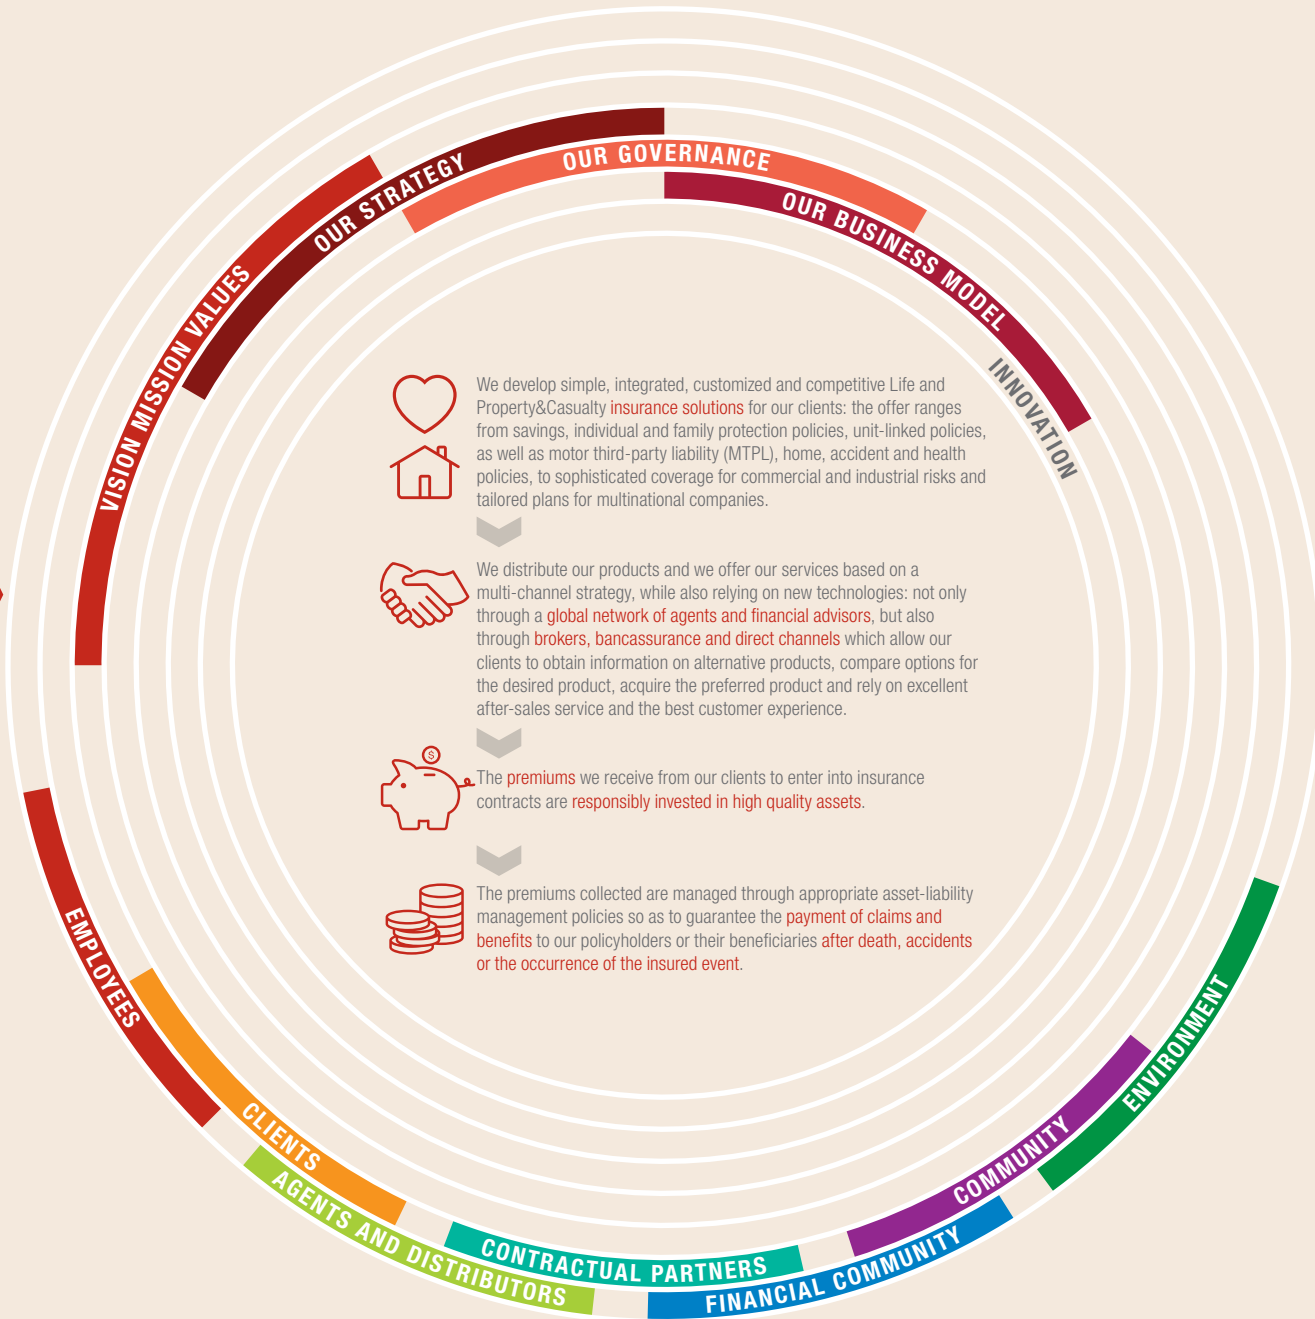 VISION MISSION VALUES
OUR STRATEGY
OUR GOVERNANCE
OUR BUSINESS MODEL
INNOVATION
We develop simple, integrated, customized and competitive Life and
Property&Casualty insurance solutions for our clients: the offer ranges
from savings, individual and family protection policies, unit-linked policies,
as well as motor third-party liability (MTPL), home, accident and health
policies, to sophisticated coverage for commercial and industrial risks and
tailored plans for multinational companies.
We distribute our products and we offer our services based on a
multi-channel strategy, while also relying on new technologies: not only
through a global network of agents and financial advisors, but also
through brokers, bancassurance and direct channels which allow our
clients to obtain information on alternative products, compare options for
the desired product, acquire the preferred product and rely on excellent
after-sales service and the best customer experience.
$
The premiums we receive from our clients to enter into insurance
contracts are responsibly invested in high quality assets.
The premiums collected are managed through appropriate asset-liability
management policies so as to guarantee the payment of claims and
benefits to our policyholders or their beneficiaries after death, accidents
or the occurrence of the insured event.
EMPLOYEES
CLIENTS
AGENTS AND DISTRIBUTORS
CONTRACTUAL PARTNERS
FINANCIAL COMMUNITY
COMMUNITY
ENVIRONMENT